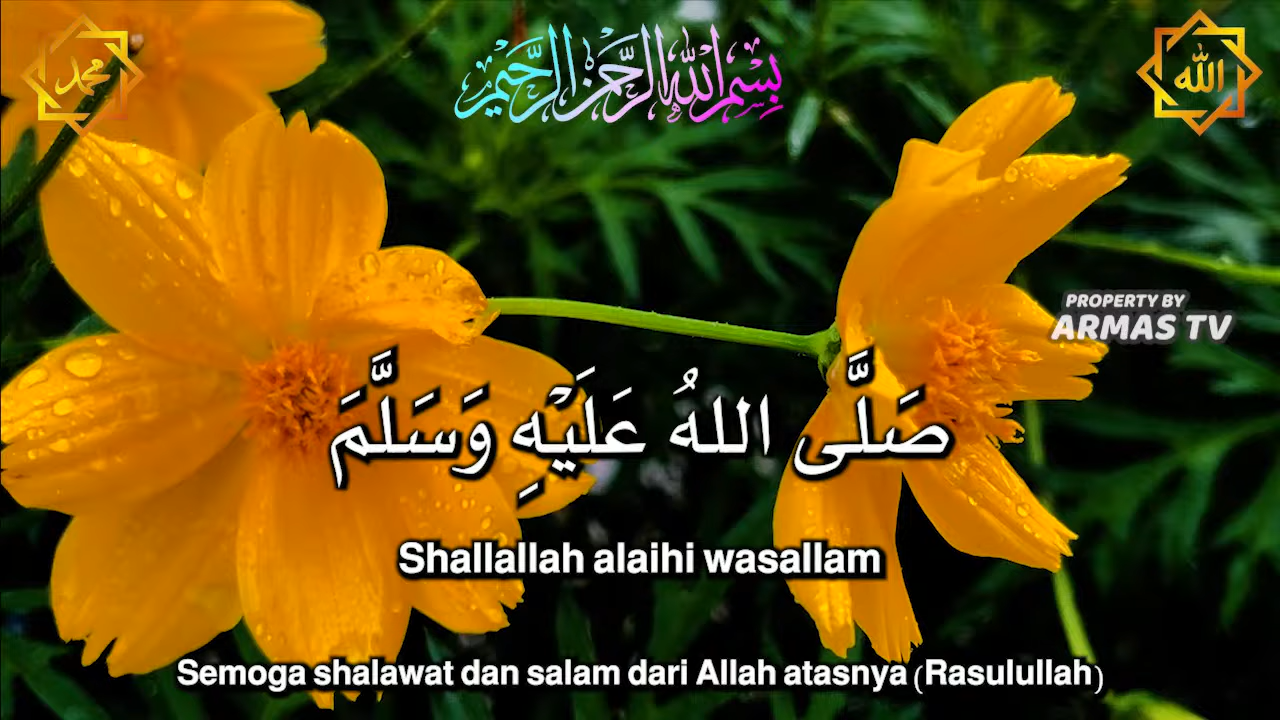 محمد
بِسْمِ اللهِ الرَّحْمٰنِ الرَّحِيْمِ
الله
PROPERTY BY
ARMAS TV
صَلَّى اللهُ عَلَيْهِ وَسَلَّمَ
Shallallah alaihi wasallam
Semoga shalawat dan salam dari Allah atasnya (Rasulullah)